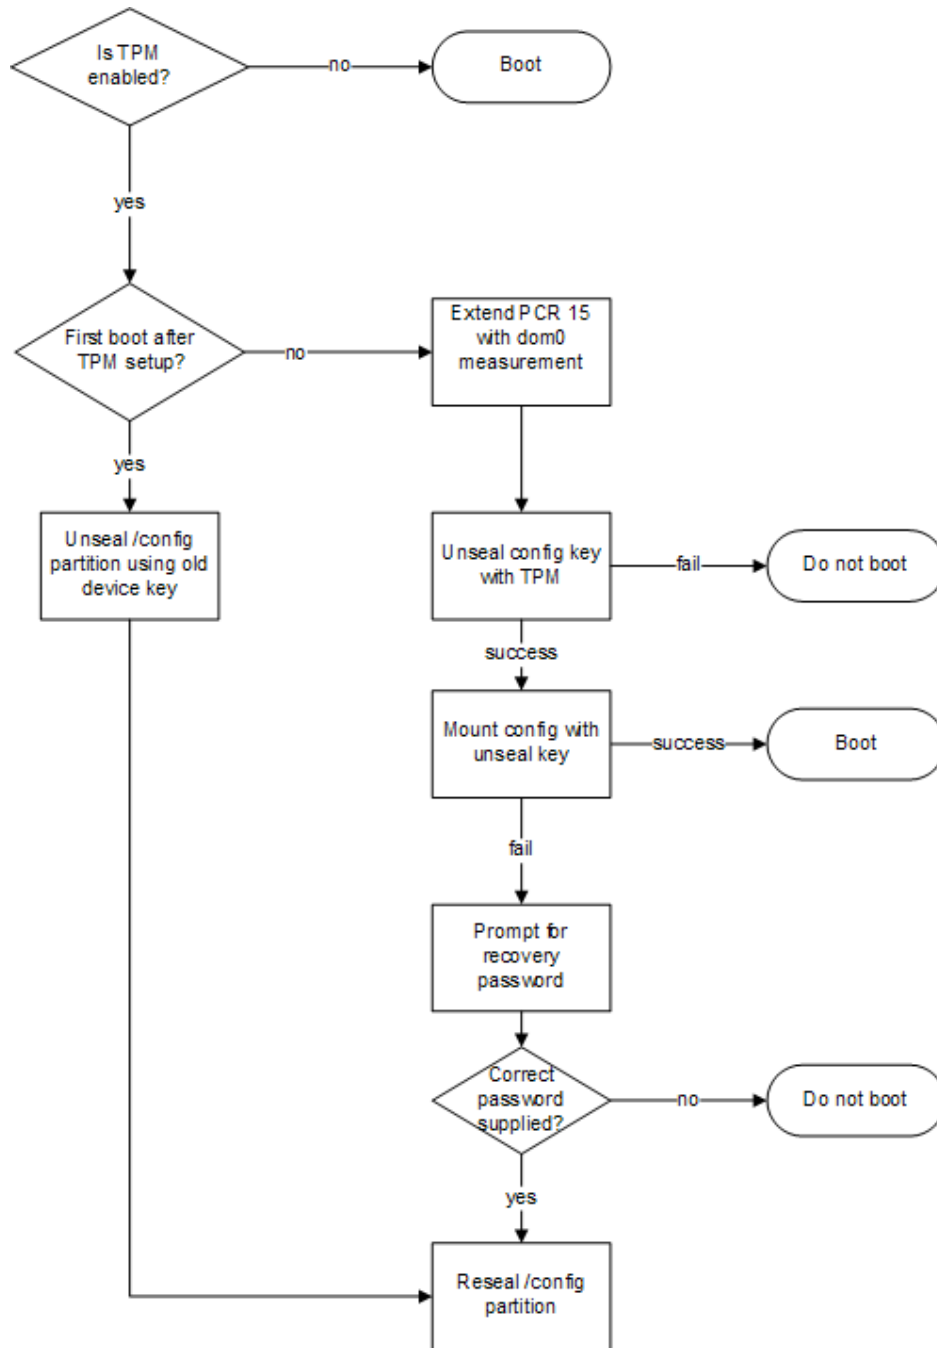 Is TPM
enabled?
no
Boot
yes
First boot after
TPM setup?
no
Extend PCR 15
with dom0
measurement
yes
Unseal /config
partition using old
device key
Unseal config key
with TPM
fail
Do not boot
success
Mount config with
unseal key
success
Boot
fail
Prompt for
recovery
password
Correct
password
supplied?
no
Do not boot
yes
Reseal /config
partition